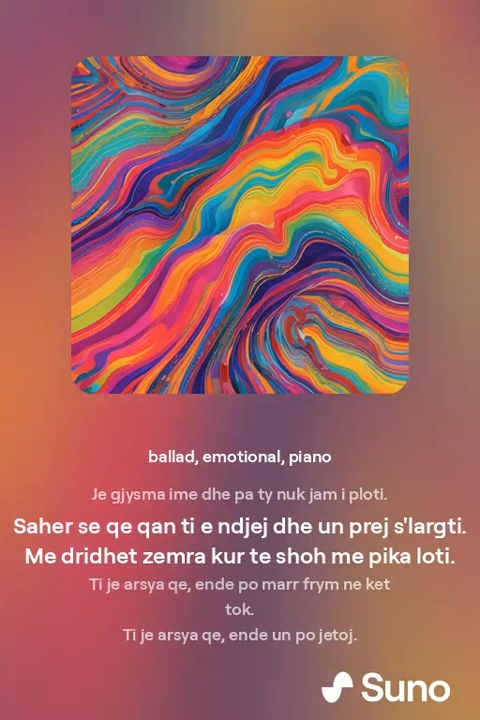 ballad, emotional, piano
Je gjysma ime dhe pa ty nuk jam i ploti.
Saher se qe qan ti e ndjej dhe un prej s'largti.
Me dridhet zemra kur te shoh me pika loti.
Ti je arsya qe, ende po marr frym ne ket
tok.
Ti je arsya qe, ende un po jetoj.
Suno